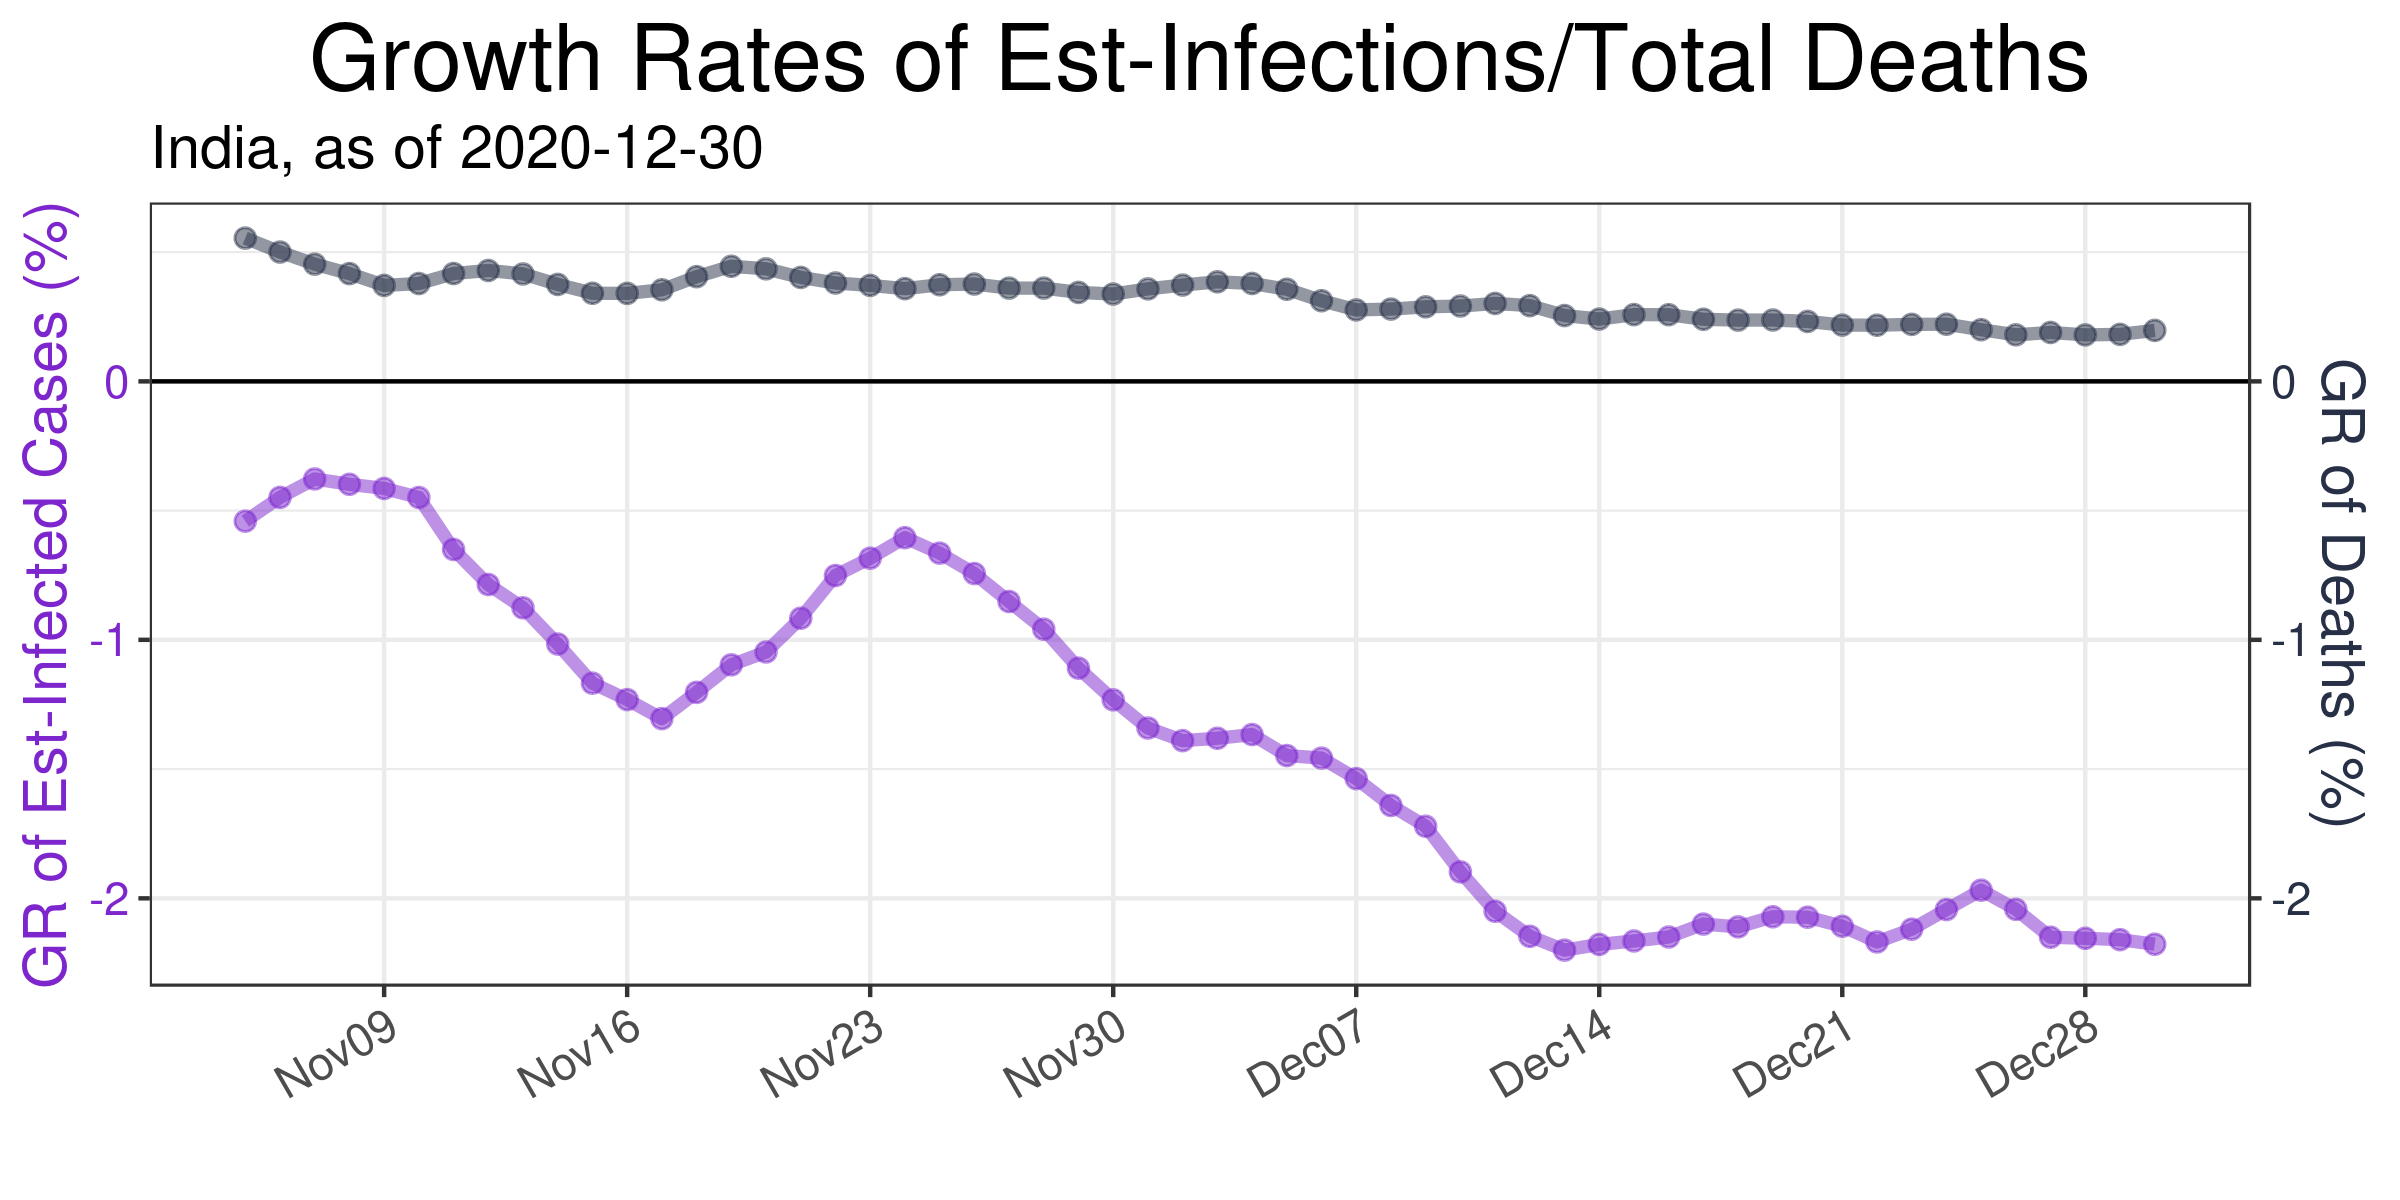 Growth Rates of Est-Infections/Total Deaths
India, as of 2020-12-30
GR of Est-Infected Cases (%)
0
-1
-2
0
-1
-2
GR of Deaths (%)
Nov09
Nov16
Nov23
Nov30
Dec07
Dec14
Dec21
Dec28